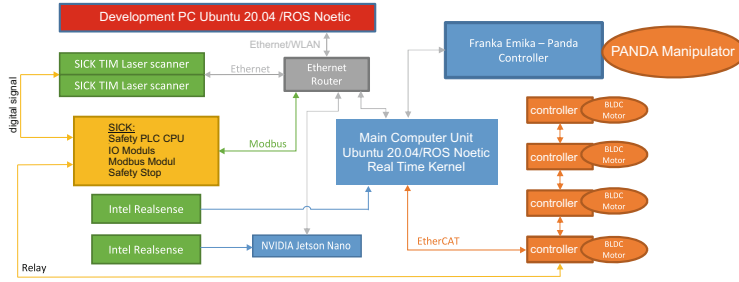 Development PC Ubuntu 20.04 /ROS Noetic
Ethernet/WLAN
SICK TIM Laser scanner
SICK TIM Laser scanner
Ethernet
Ethernet
Router
Franka Emika – Panda
Controller
PANDA Manipulator
digital signal
SICK:
Safety PLC CPU
IO Moduls
Modbus Modul
Safety Stop
Modbus
Main Computer Unit
Ubuntu 20.04/ROS Noetic
Real Time Kernel
controller
BLDC
Motor
controller
BLDC
Motor
controller
BLDC
Motor
controller
BLDC
Motor
Intel Realsense
Intel Realsense
NVIDIA Jetson Nano
EtherCAT
Relay